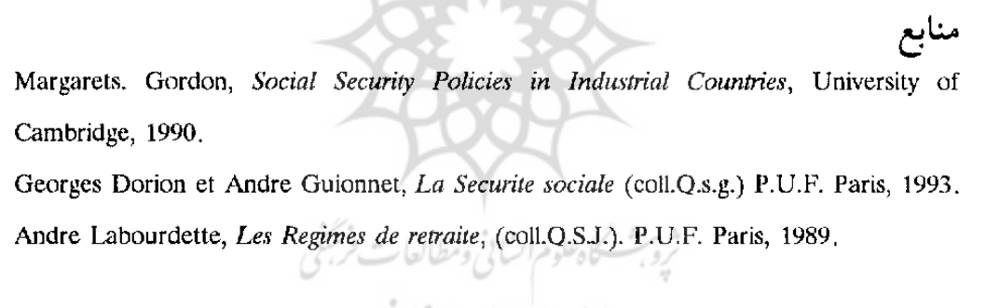 منابع
Margarets. Gordon, Social Security Policies in Industrial Countries, University of
Cambridge, 1990.
Georges Dorion et Andre Guionnet, La Securite sociale (coll.Q.s.g.) P.U.F. Paris, 1993.
Andre Labourdette, Les Regimes de retraite, (coll.Q.S.J.). P.U.F. Paris, 1989.
پژوهشگاه علوم انسانی و مطالعات فرهنگی